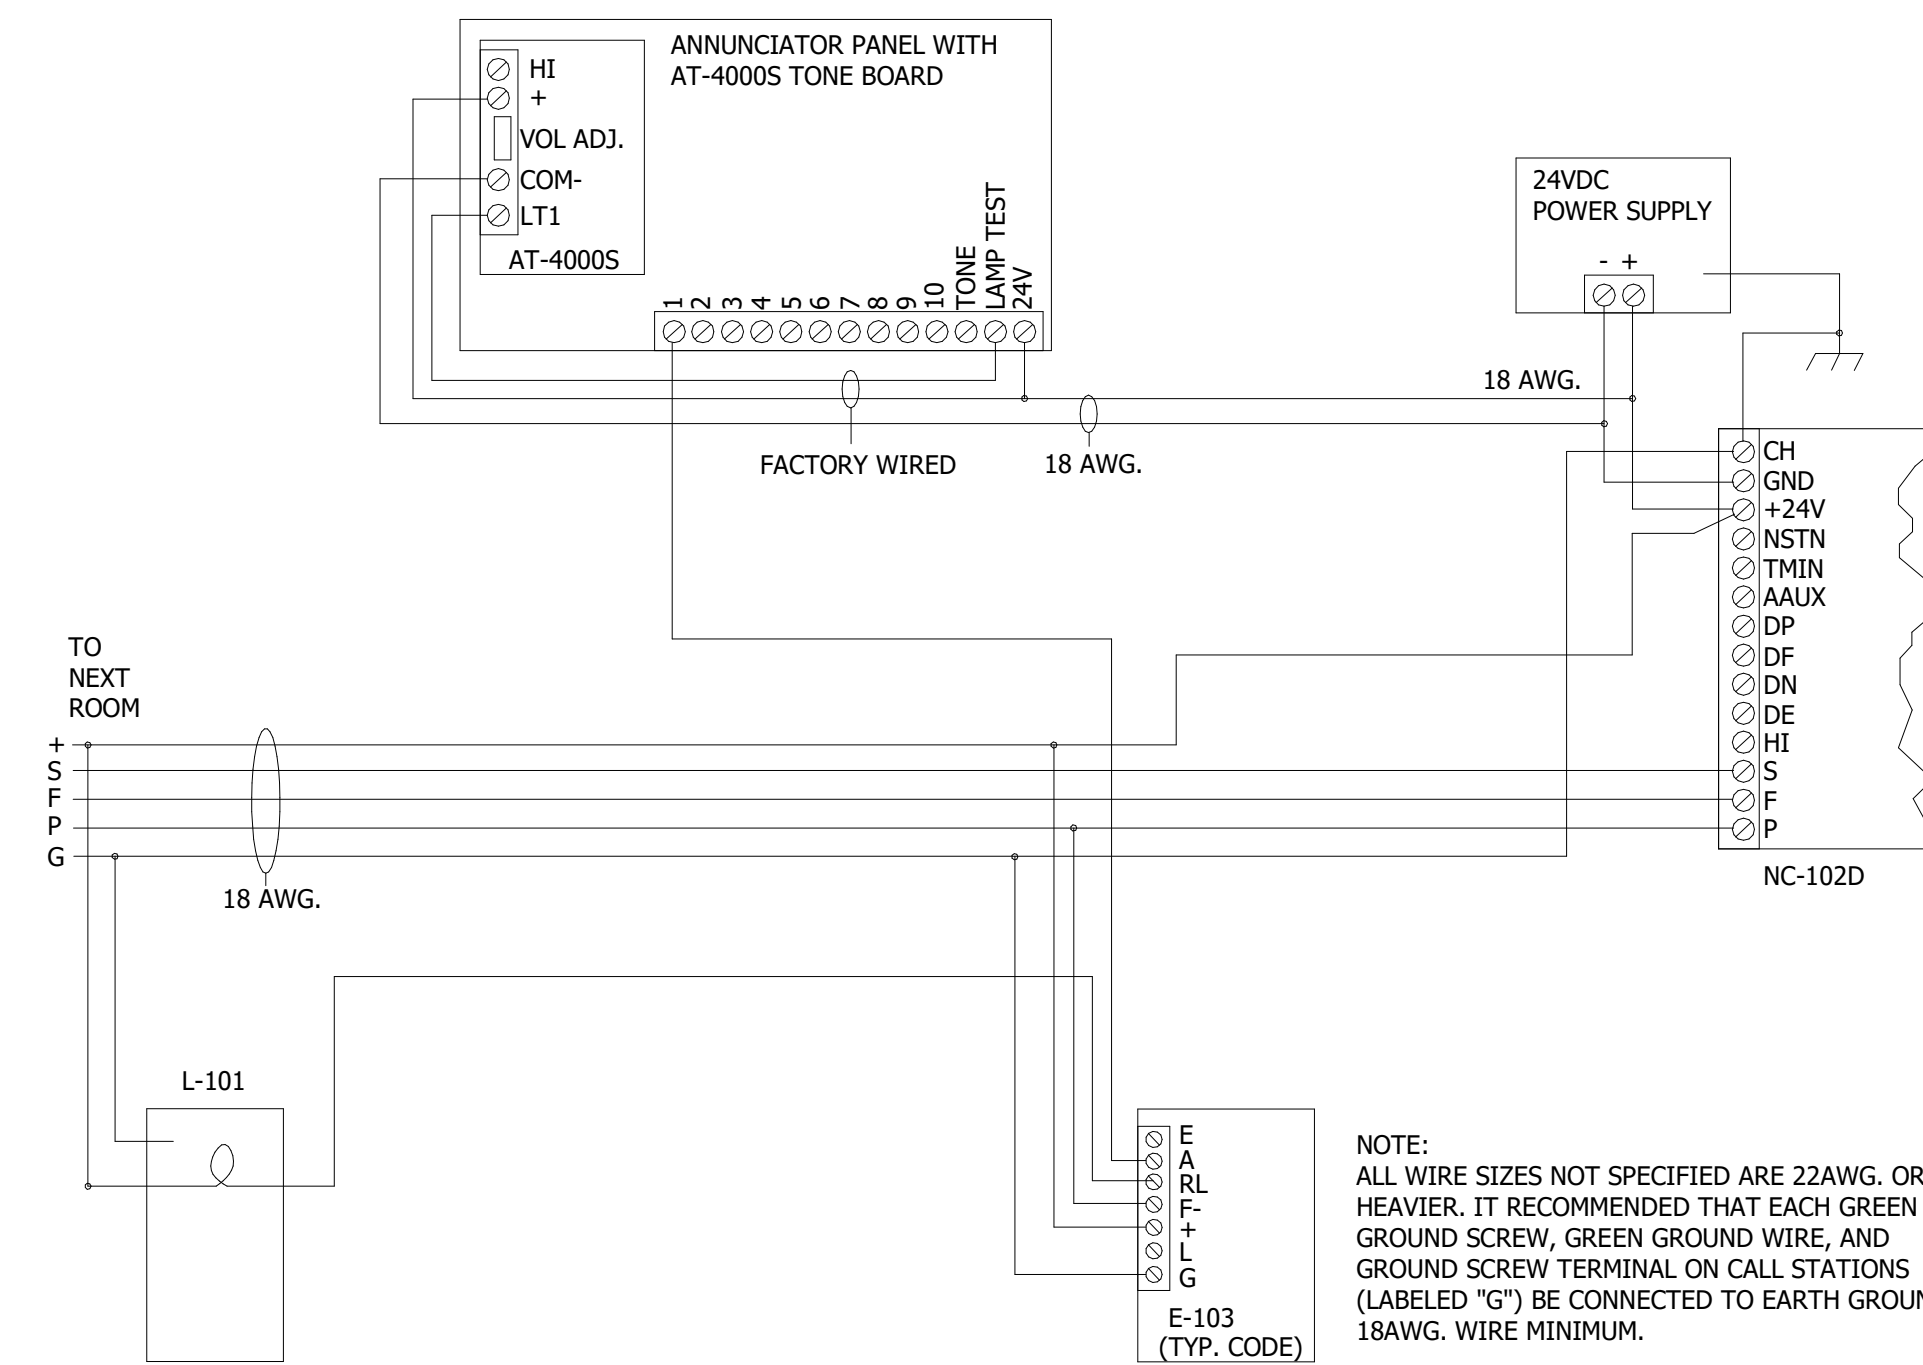 ANNUNCIATOR PANEL WITH
AT-4000S TONE BOARD
HI
+
VOL ADJ.
COM-
LT1
AT-4000S
1
2
3
4
5
6
7
8
9
10
TONE
LAMP TEST
24V
24VDC
POWER SUPPLY
- +
18 AWG.
FACTORY WIRED
18 AWG.
CH
GND
+24V
NSTN
TMIN
AAUX
DP
DF
DN
DE
HI
S
F
P
NC-102D
TO
NEXT
ROOM
+
S
F
P
G
18 AWG.
L-101
E
A
RL
F-
+
L
G
E-103
(TYP. CODE)
NOTE:
ALL WIRE SIZES NOT SPECIFIED ARE 22AWG. OR
HEAVIER. IT RECOMMENDED THAT EACH GREEN
GROUND SCREW, GREEN GROUND WIRE, AND
GROUND SCREW TERMINAL ON CALL STATIONS
(LABELED "G") BE CONNECTED TO EARTH
18AWG. WIRE MINIMUM.